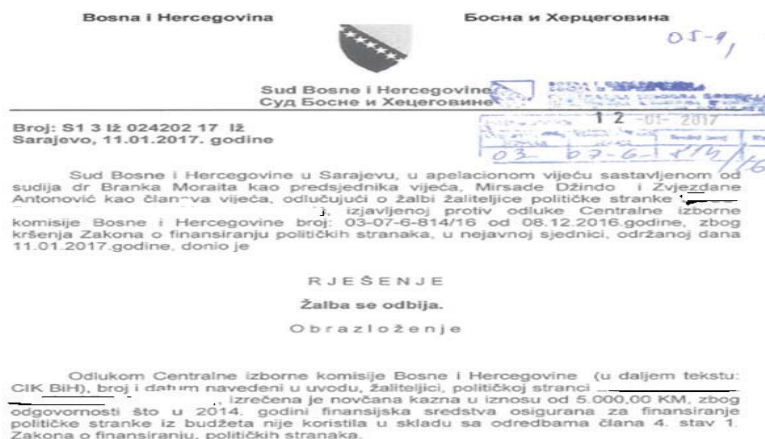 Bosna i Hercegovina
Босна и Херцеговина
05-9,
Sud Bosne i Hercegovine
Суд Босне и Хецеговине
12 -01- 2017
Broj: S1 3 Iž 024202 17 Iž
Sarajevo, 11.01.2017. godine
03 07-6- 814/16
Sud Bosne i Hercegovine u Sarajevu, u apelacionom vijeću sastavljenom od
sudija dr Branka Moraita kao predsjednika vijeća, Mirsade Džindo i Zvjezdane
Antonović kao članova vijeća, odlučujući o žalbi žaliteljice političke stranke
izjavljenoj protiv odluke Centralne izborne
komisije Bosne i Hercegovine broj: 03-07-6-814/16 od 08.12.2016.godine, zbog
kršenja Zakona o finansiranju političkih stranaka, u nejavnoj sjednici, održanoj dana
11.01.2017.godine, donio je
RJEŠENJE
Žalba se odbija.
Obrazloženje
Odlukom Centralne izborne komisije Bosne i Hercegovine (u daljem tekstu:
CIK BiH), broj i datum navedeni u uvodu, žaliteljici, političkoj stranci
izrečena je novčana kazna u iznosu od 5.000,00 KM, zbog
odgovornosti što u 2014. godini finansijska sredstva osigurana za finansiranje
političke stranke iz budžeta nije koristila u skladu sa odredbama člana 4. stav 1.
Zakona o finansiranju, političkih stranaka.